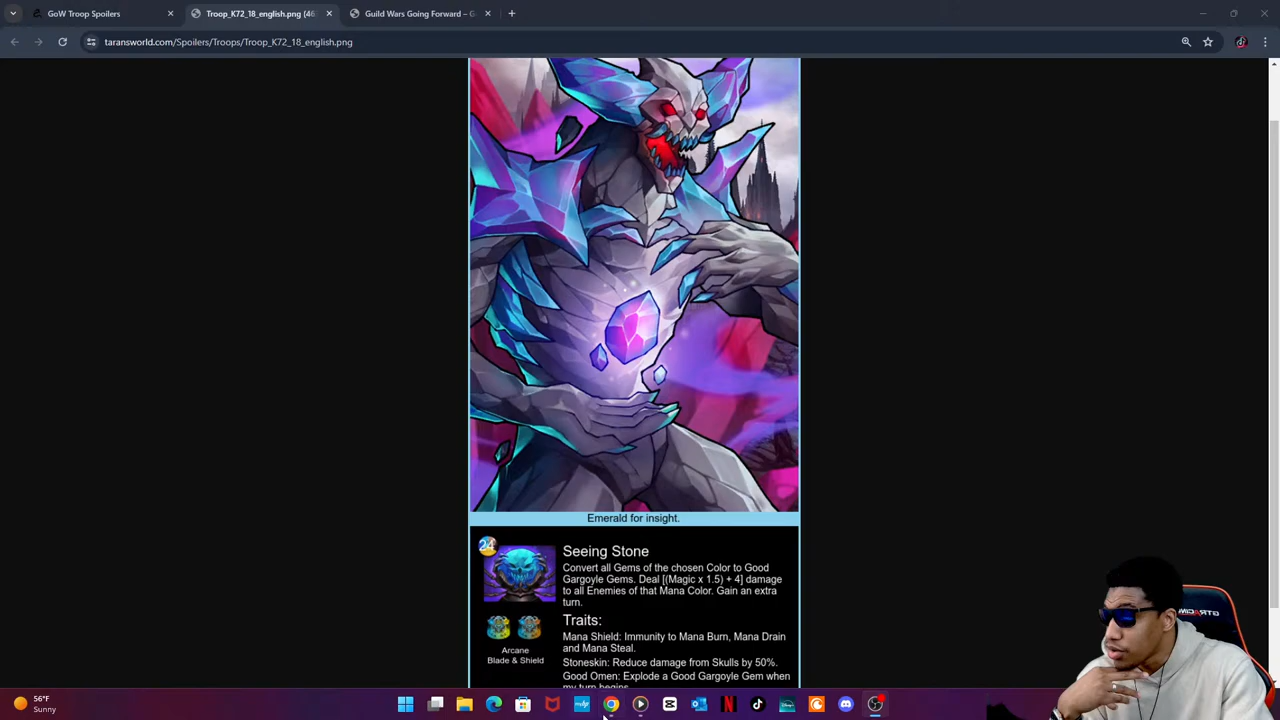 GoW Troop Spoilers
Troop_K72_18_english.png (46
Guild Wars Going Forward – G
taransworld.com/Spoilers/Troops/Troop_K72_18_english.png
Emerald for insight.
24
Seeing Stone
Convert all Gems of the chosen Color to Good
Gargoyle Gems. Deal [(Magic x 1.5) + 4] damage
to all Enemies of that Mana Color. Gain an extra
turn.
Traits:
Mana Shield: Immunity to Mana Burn, Mana Drain
and Mana Steal.
Arcane
Blade & Shield
Stoneskin: Reduce damage from Skulls by 50%.
Good Omen: Explode a Good Gargoyle Gem when
my turn begins.
GTRACING
56°F
Sunny